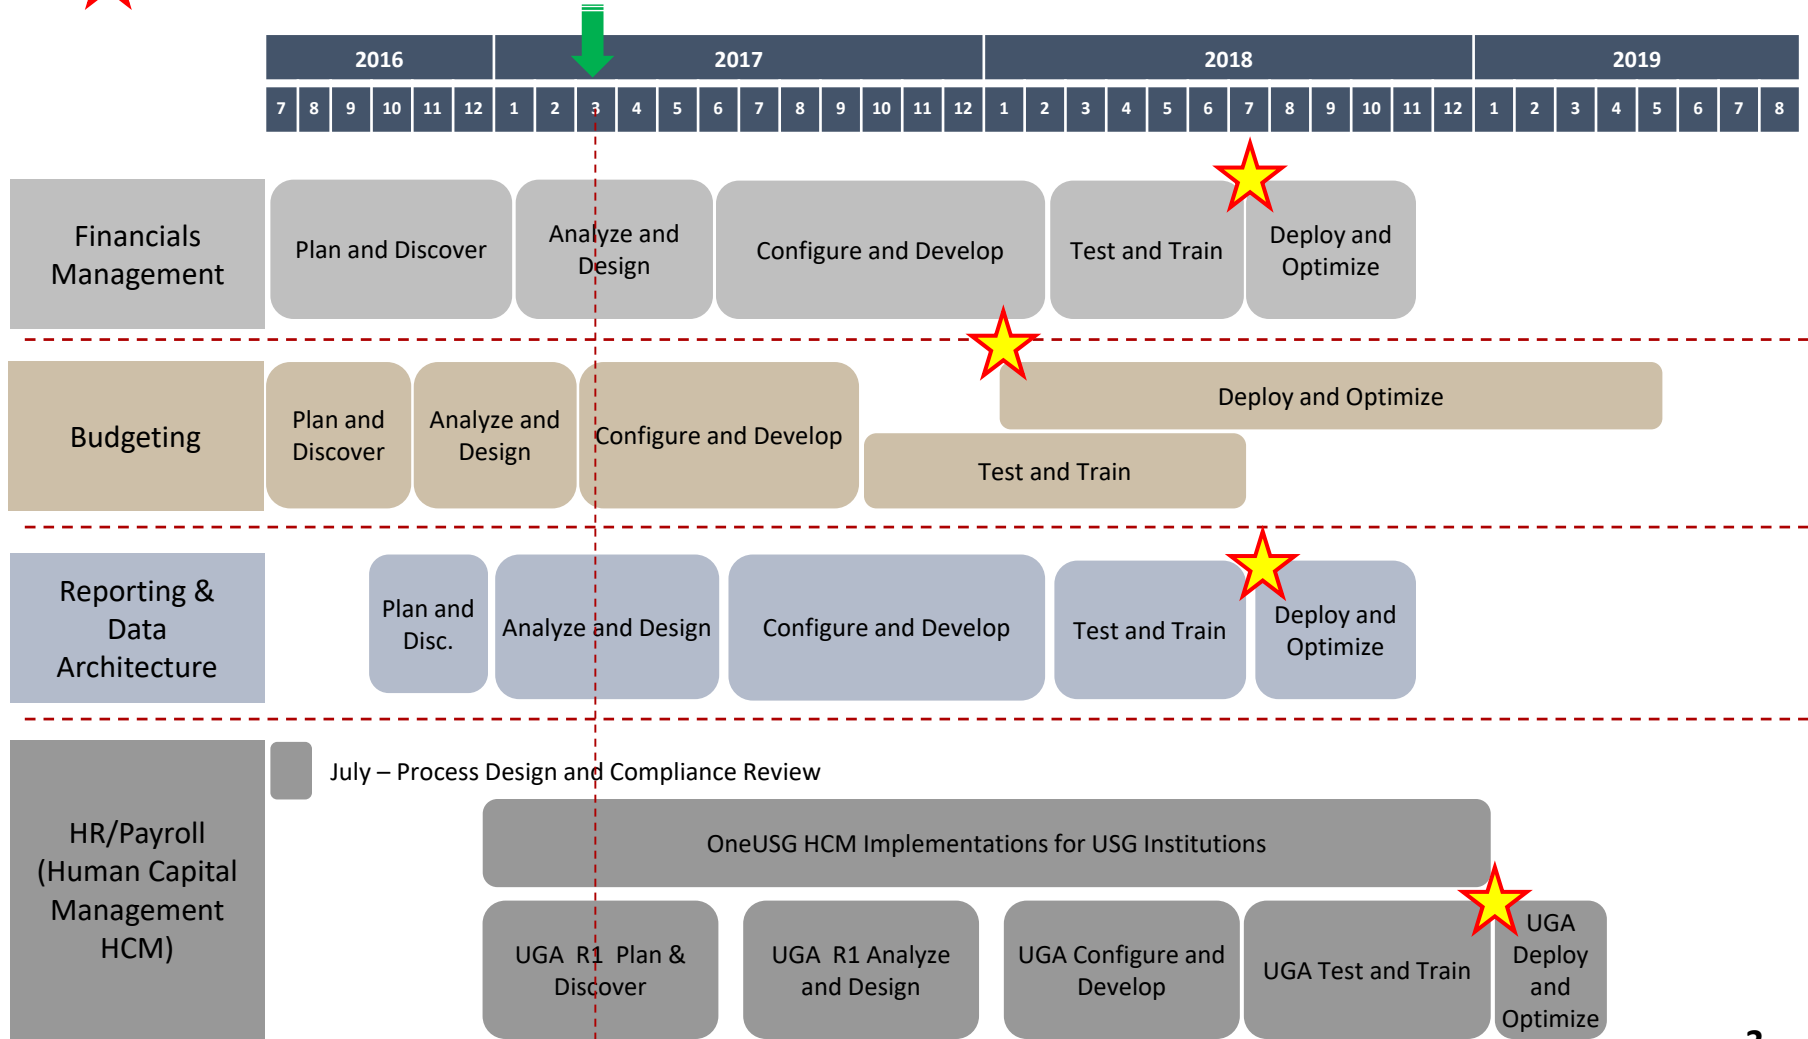 2016 2017 2018 2019
7 8 9 10 11 12 1 2 3 4 5 6 7 8 9 10 11 12 1 2 3 4 5 6 7 8 9 10 11 12 1 2 3 4 5 6 7 8
Financials
Management
Plan and Discover
Analyze and
Design
Configure and Develop
Test and Train
Deploy and
Optimize
Budgeting
Plan and
Discover
Analyze and
Design
Configure and Develop
Deploy and Optimize
Test and Train
Reporting &
Data
Architecture
Plan and
Disc.
Analyze and Design
Configure and Develop
Test and Train
Deploy and
Optimize
HR/Payroll
(Human Capital
Management
HCM)
July – Process Design and Compliance Review
OneUSG HCM Implementations for USG Institutions
UGA R1 Plan &
Discover
UGA R1 Analyze
and Design
UGA Configure and
Develop
UGA Test and Train
UGA
Deploy
and
Optimize